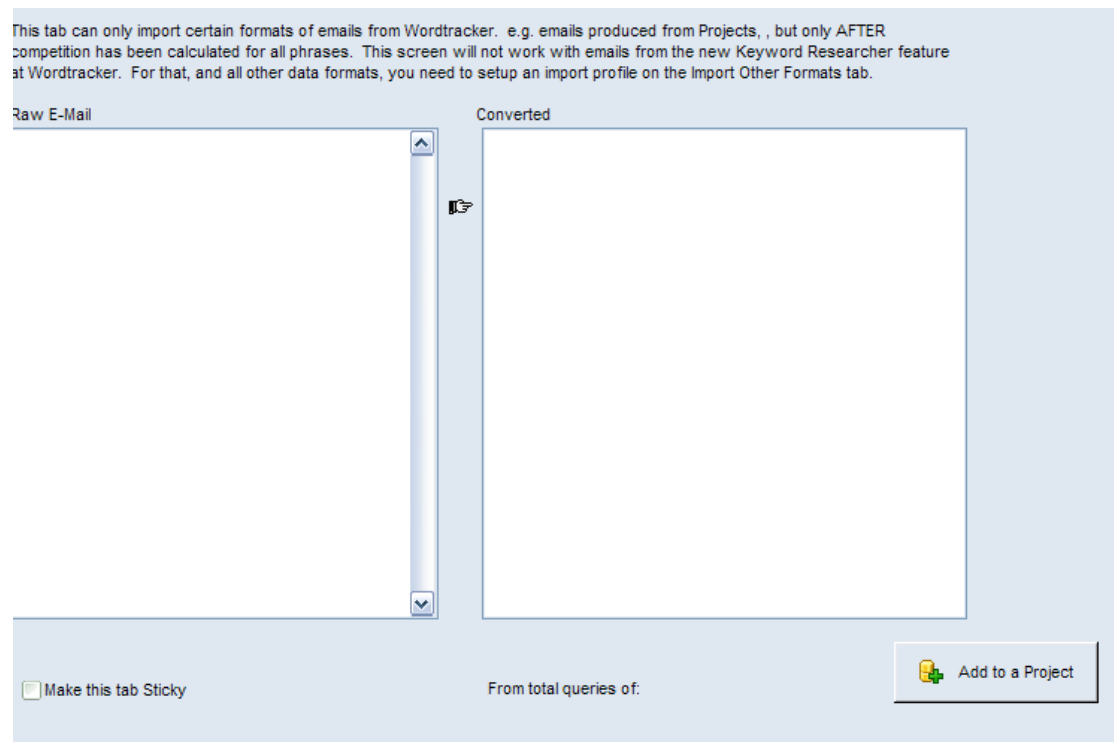 This tab can only import certain formats of emails from Wordtracker.  e.g. emails produced from Projects, , but only AFTER
competition has been calculated for all phrases.  This screen will not work with emails from the new Keyword Researcher feature
at Wordtracker.  For that, and all other data formats, you need to setup an import profile on the Import Other Formats tab.
Raw E-Mail
Converted
Make this tab Sticky
From total queries of:
Add to a Project